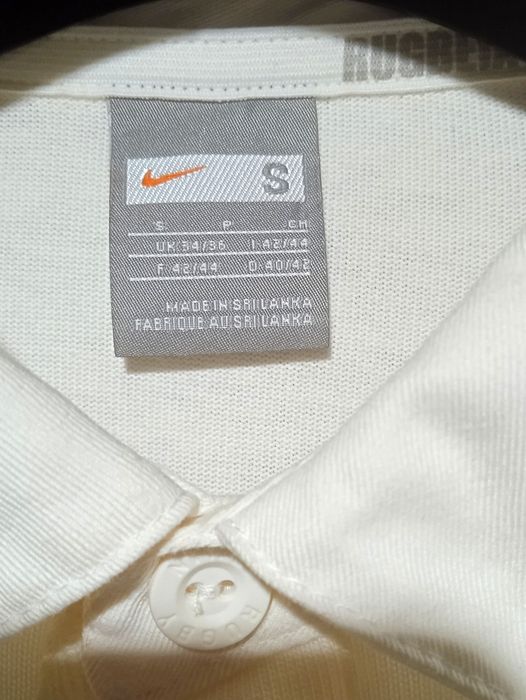 RUGBE
S
S P CH
UK:34/36 I:42/44
F:42/44 D:40/42
MADE IN SRI LANKA
FABRIQUE AU SRI LANKA
RUGBY